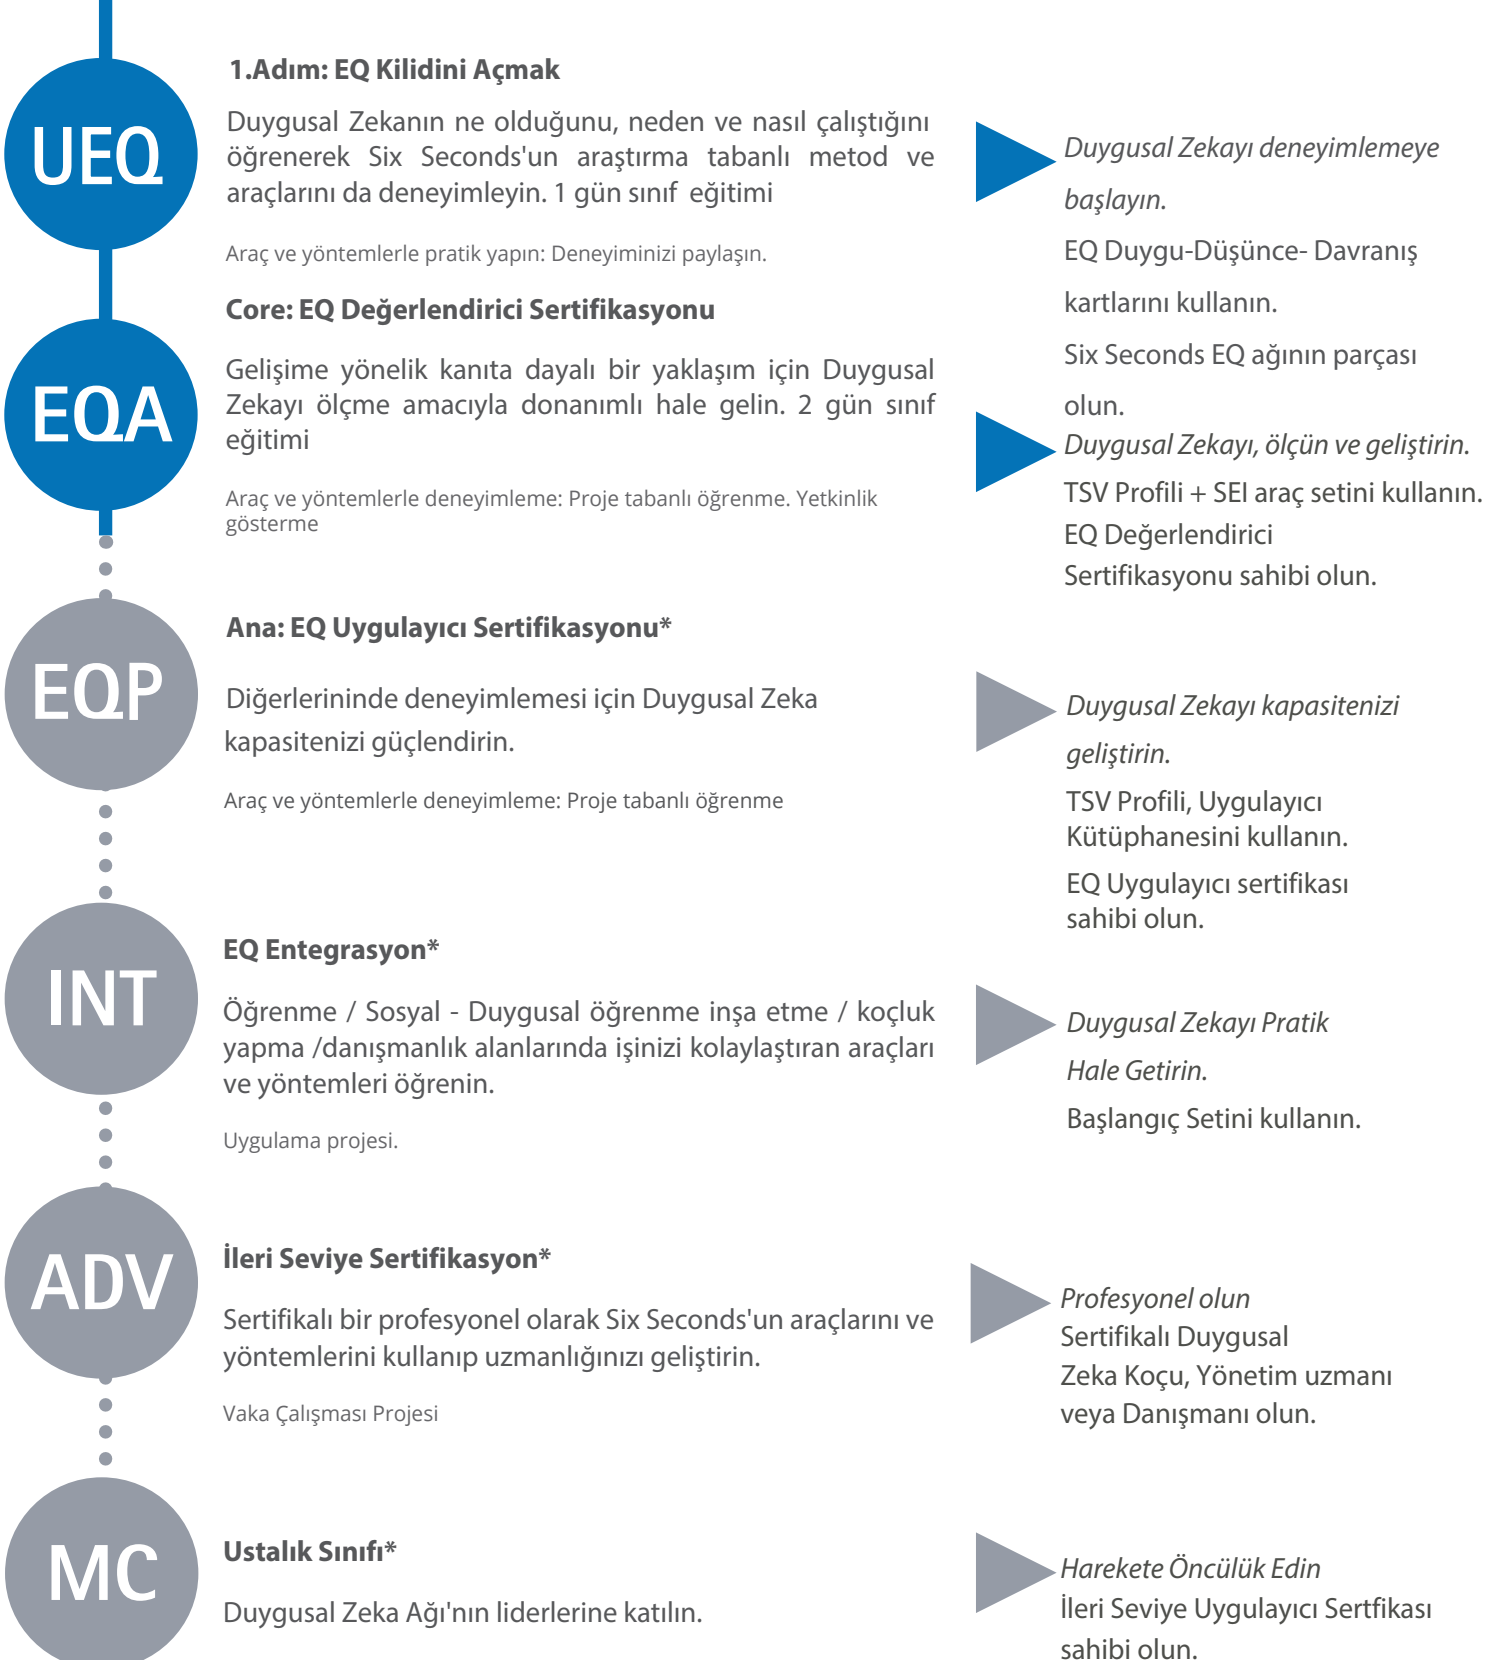 UEQ
1.Adım: EQ Kilidini Açmak
Duygusal Zekanın ne olduğunu, neden ve nasıl çalıştığını
öğrenerek Six Seconds'un araştırma tabanlı metod ve
araçlarını da deneyimleyin. 1 gün sınıf eğitimi
Araç ve yöntemlerle pratik yapın: Deneyiminizi paylaşın.
Duygusal Zekayı deneyimlemeye
başlayın.
EQ Duygu-Düşünce- Davranış
kartlarını kullanın.
Six Seconds EQ ağının parçası
olun.
EQA
Core: EQ Değerlendirici Sertifikasyonu
Gelişime yönelik kanıta dayalı bir yaklaşım için Duygusal
Zekayı ölçme amacıyla donanımlı hale gelin. 2 gün sınıf
eğitimi
Araç ve yöntemlerle deneyimleme: Proje tabanlı öğrenme. Yetkinlik
gösterme
Duygusal Zekayı, ölçün ve geliştirin.
TSV Profili + SEI araç setini kullanın.
EQ Değerlendirici
Sertifikasyonu sahibi olun.
EQP
Ana: EQ Uygulayıcı Sertifikasyonu*
Diğerlerininde deneyimlemesi için Duygusal Zeka
kapasitenizi güçlendirin.
Araç ve yöntemlerle deneyimleme: Proje tabanlı öğrenme
Duygusal Zekayı kapasitenizi
geliştirin.
TSV Profili, Uygulayıcı
Kütüphanesini kullanın.
EQ Uygulayıcı sertifikası
sahibi olun.
INT
EQ Entegrasyon*
Öğrenme / Sosyal - Duygusal öğrenme inşa etme / koçluk
yapma /danışmanlık alanlarında işinizi kolaylaştıran araçları
ve yöntemleri öğrenin.
Uygulama projesi.
Duygusal Zekayı Pratik
Hale Getirin.
Başlangıç Setini kullanın.
ADV
İleri Seviye Sertifikasyon*
Sertifikalı bir profesyonel olarak Six Seconds'un araçlarını ve
yöntemlerini kullanıp uzmanlığınızı geliştirin.
Vaka Çalışması Projesi
Profesyonel olun
Sertifikalı Duygusal
Zeka Koçu, Yönetim uzmanı
veya Danışmanı olun.
MC
Ustalık Sınıfı*
Duygusal Zeka Ağı'nın liderlerine katılın.
Harekete Öncülük Edin
İleri Seviye Uygulayıcı Sertfikası
sahibi olun.